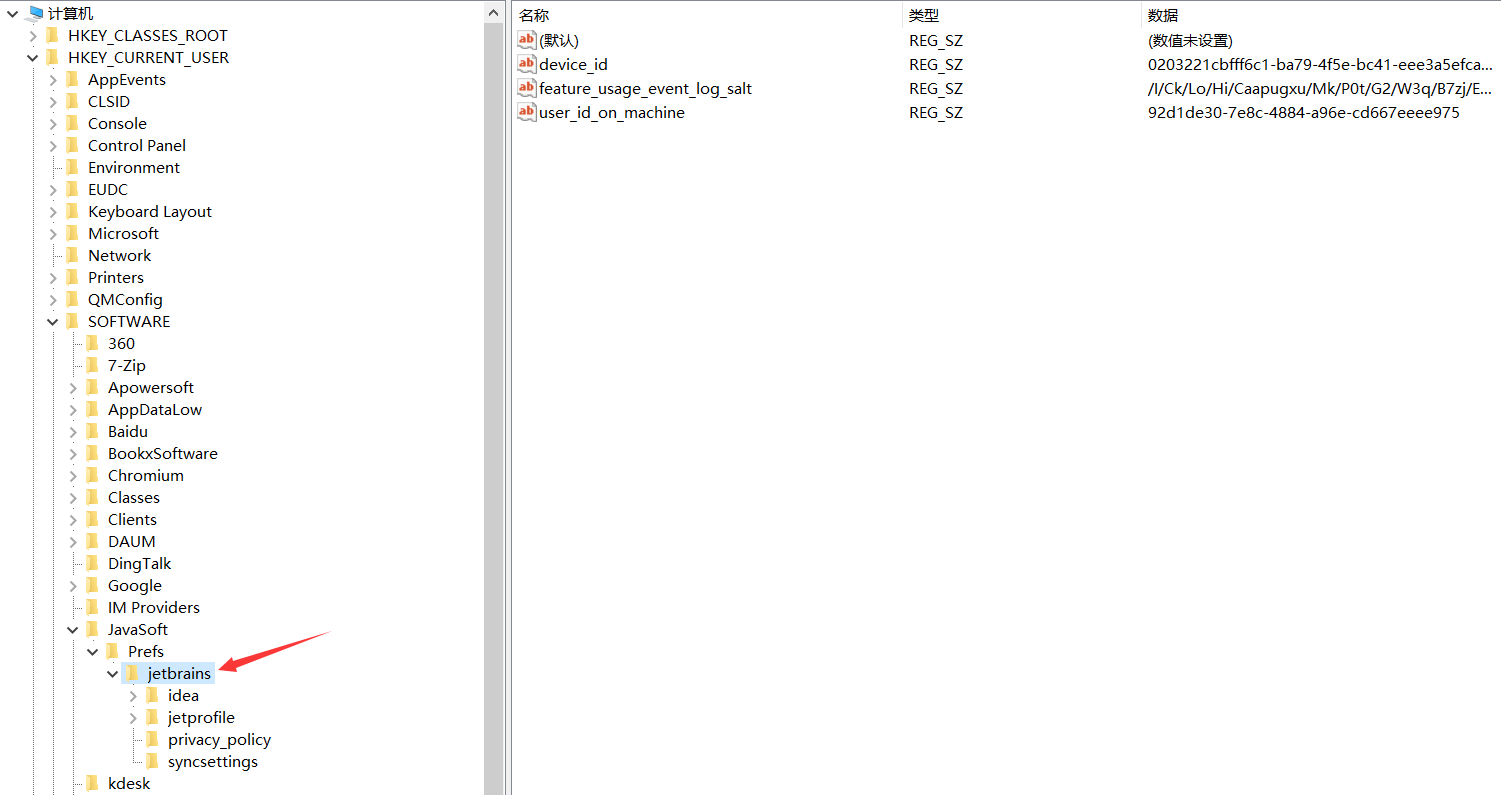 计算机
HKEY_CLASSES_ROOT
HKEY_CURRENT_USER
AppEvents
CLSID
Console
Control Panel
Environment
EUDC
Keyboard Layout
Microsoft
Network
Printers
QMConfig
SOFTWARE
360
7-Zip
Apowersoft
AppDataLow
Baidu
BookxSoftware
Chromium
Classes
Clients
DAUM
DingTalk
Google
IM Providers
JavaSoft
Prefs
jetbrains
idea
jetprofile
privacy_policy
syncsettings
kdesk
名称 类型 数据
(默认) REG_SZ (数值未设置)
device_id REG_SZ 0203221cbfff6c1-ba79-4f5e-bc41-eee3a5efca...
feature_usage_event_log_salt REG_SZ /I/Ck/Lo/Hi/Caapugxu/Mk/P0t/G2/W3q/B7zj/E...
user_id_on_machine REG_SZ 92d1de30-7e8c-4884-a96e-cd667eeee975